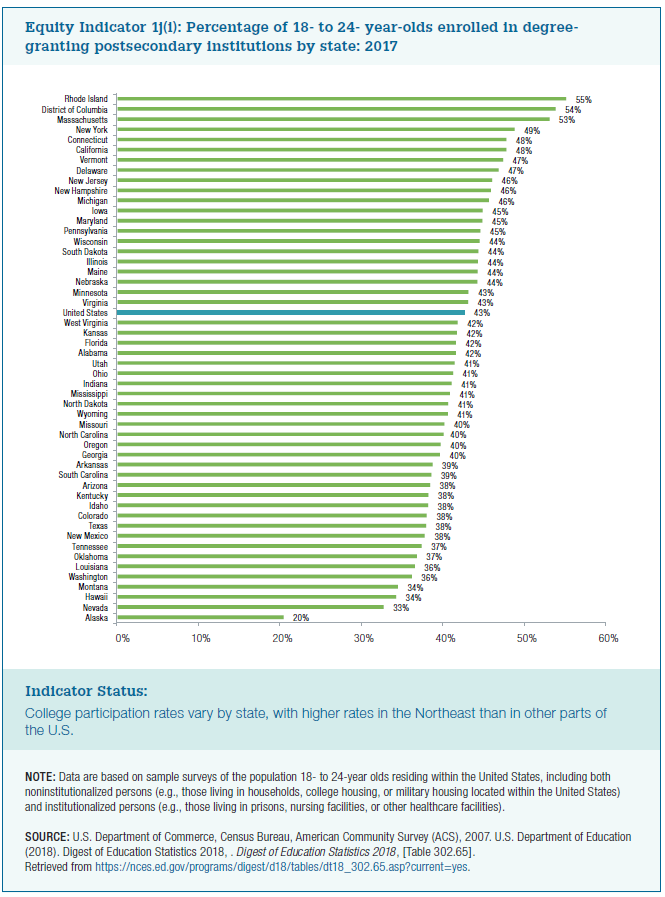 Equity Indicator 1j(i): Percentage of 18- to 24- year-olds enrolled in degree-
granting postsecondary institutions by state: 2017
Rhode Island 55%
District of Columbia 54%
Massachusetts 53%
New York 49%
Connecticut 48%
California 48%
Vermont 47%
Delaware 47%
New Jersey 46%
New Hampshire 46%
Michigan 46%
Iowa 45%
Maryland 45%
Pennsylvania 45%
Wisconsin 44%
South Dakota 44%
Illinois 44%
Maine 44%
Nebraska 44%
Minnesota 43%
Virginia 43%
United States 43%
West Virginia 42%
Kansas 42%
Florida 42%
Alabama 42%
Utah 41%
Ohio 41%
Indiana 41%
Mississippi 41%
North Dakota 41%
Wyoming 41%
Missouri 40%
North Carolina 40%
Oregon 40%
Georgia 40%
Arkansas 39%
South Carolina 39%
Arizona 38%
Kentucky 38%
Idaho 38%
Colorado 38%
Texas 38%
New Mexico 38%
Tennessee 37%
Oklahoma 37%
Louisiana 36%
Washington 36%
Montana 34%
Hawaii 34%
Nevada 33%
Alaska 20%
0% 10% 20% 30% 40% 50% 60%
Indicator Status:
College participation rates vary by state, with higher rates in the Northeast than in other parts of
the U.S.
NOTE: Data are based on sample surveys of the population 18- to 24-year olds residing within the United States, including both
noninstitutionalized persons (e.g., those living in households, college housing, or military housing located within the United States)
and institutionalized persons (e.g., those living in prisons, nursing facilities, or other healthcare facilities).
SOURCE: U.S. Department of Commerce, Census Bureau, American Community Survey (ACS), 2007. U.S. Department of Education
(2018). Digest of Education Statistics 2018, . Digest of Education Statistics 2018, [Table 302.65].
Retrieved from https://nces.ed.gov/programs/digest/d18/tables/dt18_302.65.asp?current=yes.